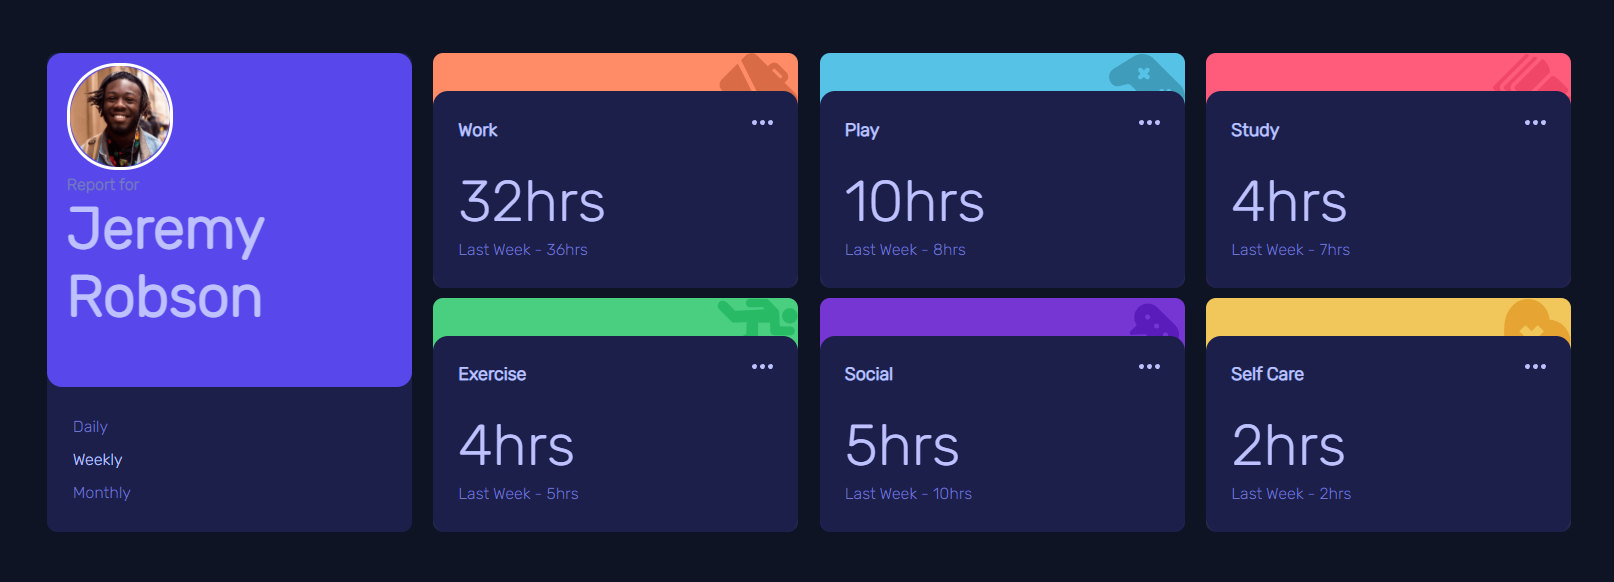 Report for
Jeremy
Robson
Daily
Weekly
Monthly
Work
32hrs
Last Week - 36hrs
Play
10hrs
Last Week - 8hrs
Study
4hrs
Last Week - 7hrs
Exercise
4hrs
Last Week - 5hrs
Social
5hrs
Last Week - 10hrs
Self Care
2hrs
Last Week - 2hrs